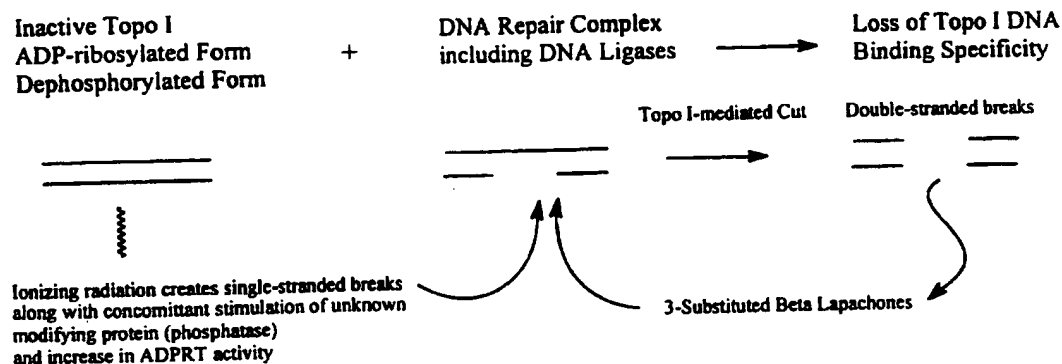 Inactive Topo I
ADP-ribosylated Form
Dephosphorylated Form
+
DNA Repair Complex
including DNA Ligases
Loss of Topo I DNA
Binding Specificity
Topo I-mediated Cut
Double-stranded breaks
Ionizing radiation creates single-stranded breaks
along with concomittant stimulation of unknown
modifying protein (phosphatase)
and increase in ADPRT activity
3-Substituted Beta Lapachones